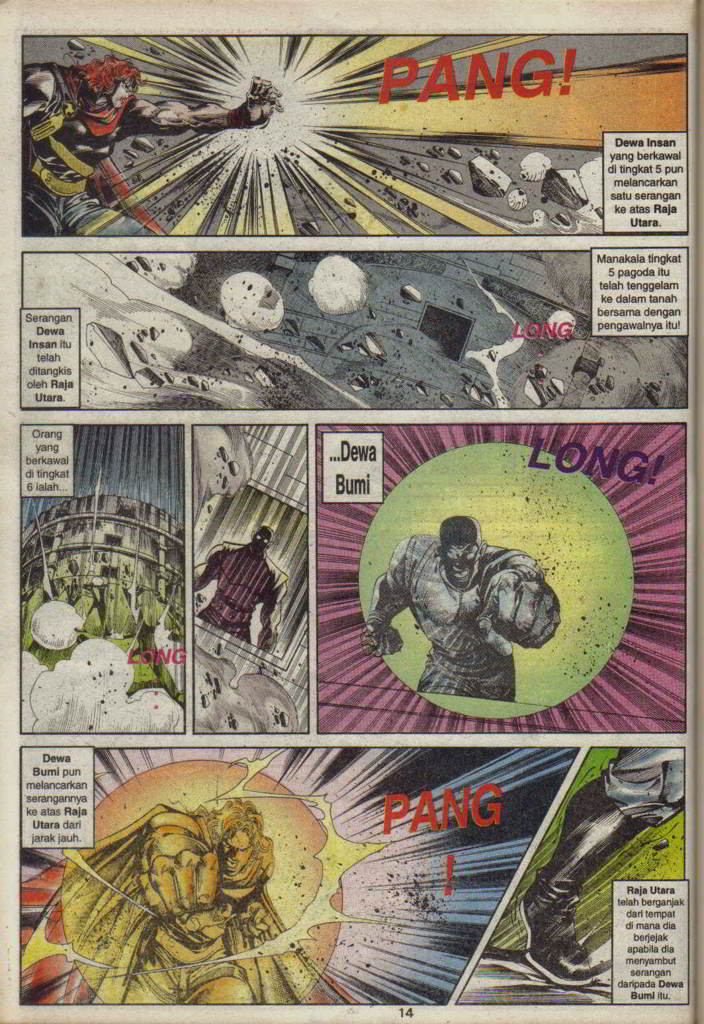 PANG!
Dewa Insan
yang berkawal
di tingkat 5 pun
melancarkan
satu serangan
ke atas Raja
Utara.
Serangan
Dewa
Insan itu
telah
ditangkis
oleh Raja
Utara.
Manakala tingkat
5 pagoda itu
telah tenggelam
ke dalam tanah
bersama dengan
pengawalnya itu!
LONG
Orang
yang
berkawal
di tingkat
6 ialah...
LONG
...Dewa
Bumi
LONG!
Dewa
Bumi pun
melancarkan
serangannya
ke atas Raja
Utara dari
jarak jauh.
PANG
!
Raja Utara
telah berganjak
dari tempat
di mana dia
berjejak
apabila dia
menyambut
serangan
daripada Dewa
Bumi itu.
14